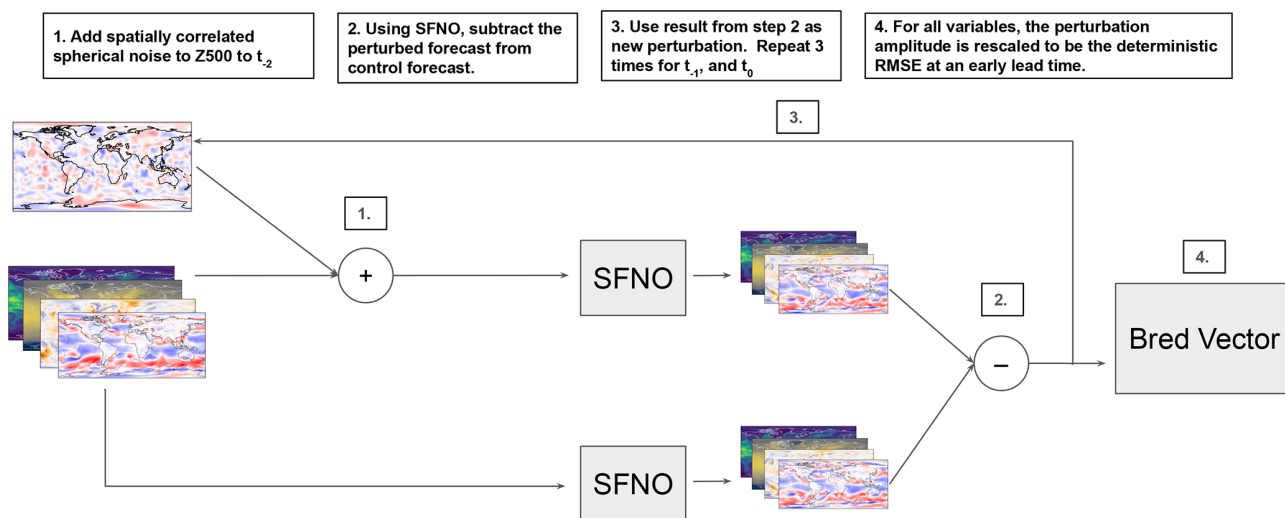 1. Add spatially correlated
spherical noise to Z500 to t-2
2. Using SFNO, subtract the
perturbed forecast from
control forecast.
3. Use result from step 2 as
new perturbation. Repeat 3
times for t-1, and t0
4. For all variables, the perturbation
amplitude is rescaled to be the deterministic
RMSE at an early lead time.
3.
1.
+
SFNO
2.
–
4.
Bred Vector
SFNO